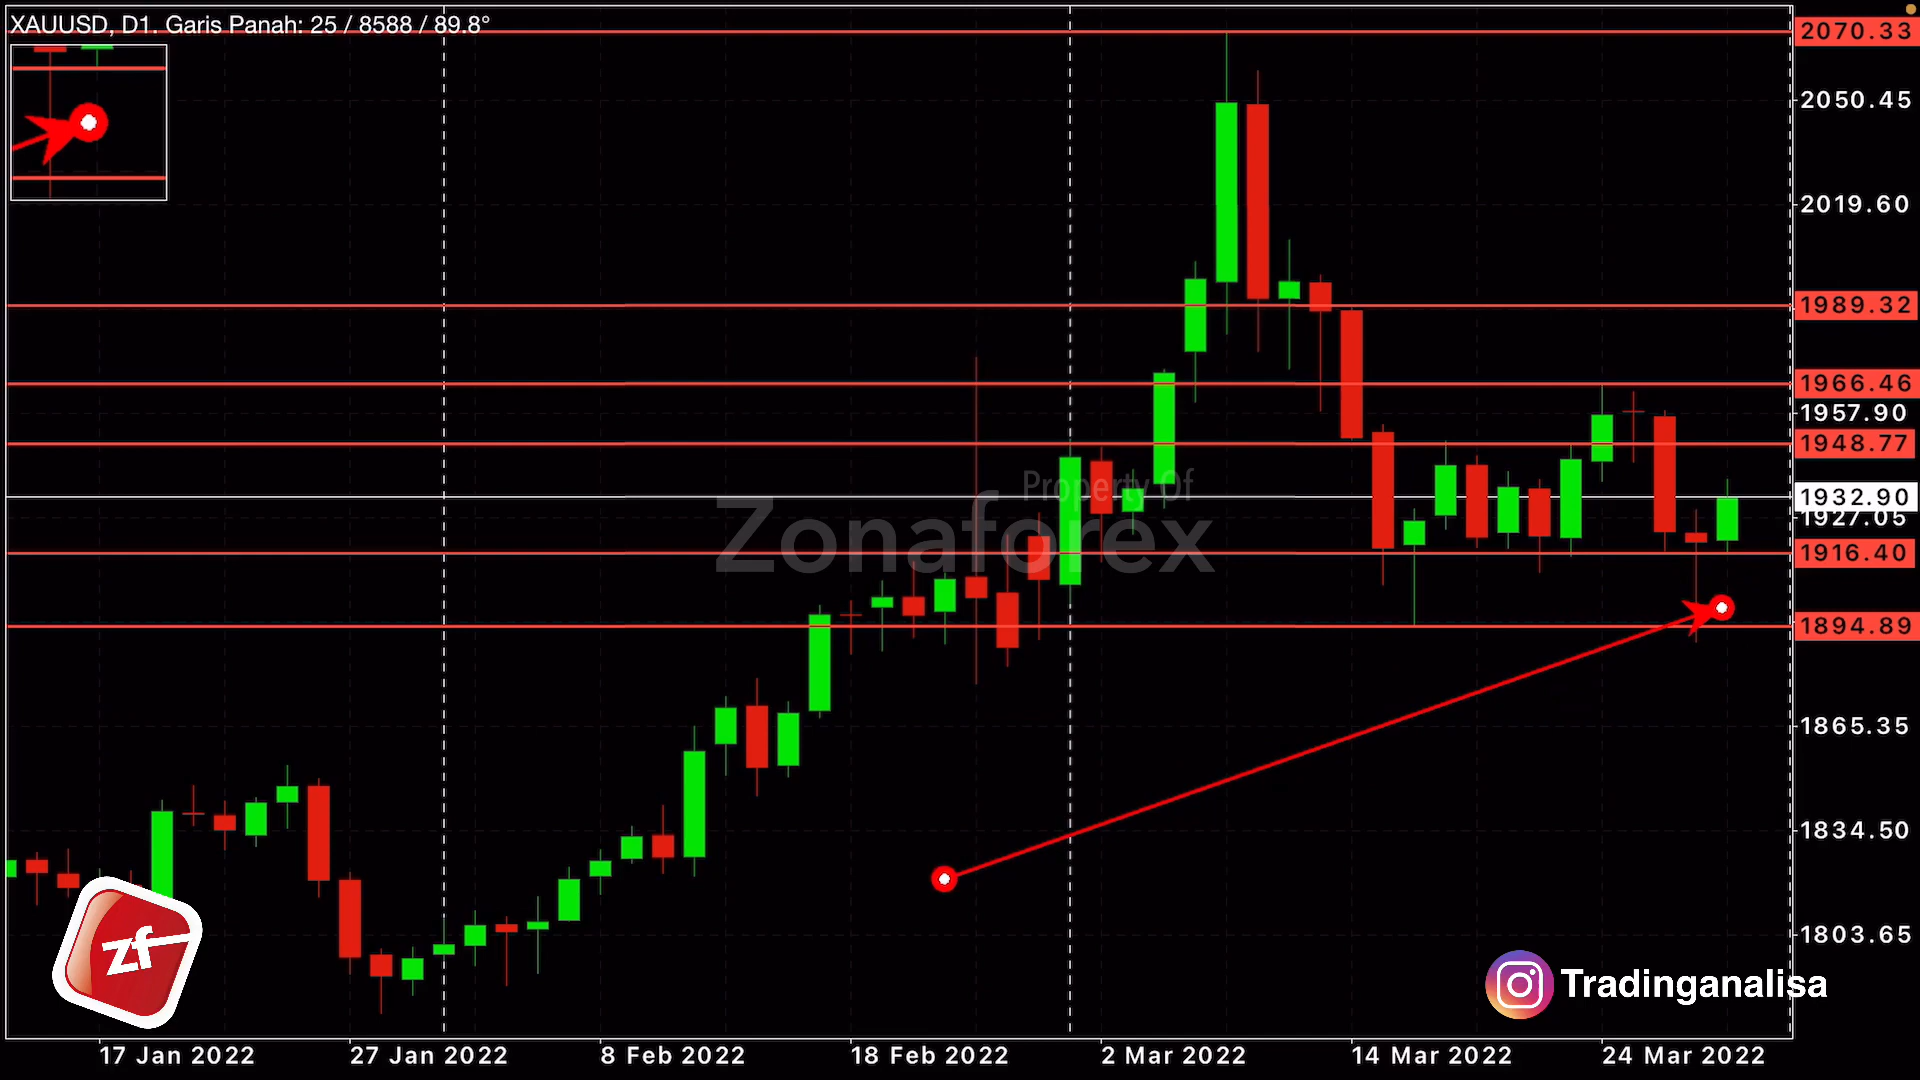 XAUUSD, D1. Garis Panah: 25 / 8588 / 89.8°
2070.33
2050.45
2019.60
1989.32
1966.46
1957.90
1948.77
1932.90
1927.05
1916.40
1894.89
1865.35
1834.50
1803.65
Property Of
Zonaforex
zf
Tradinganalisa
17 Jan 2022
27 Jan 2022
8 Feb 2022
18 Feb 2022
2 Mar 2022
14 Mar 2022
24 Mar 2022